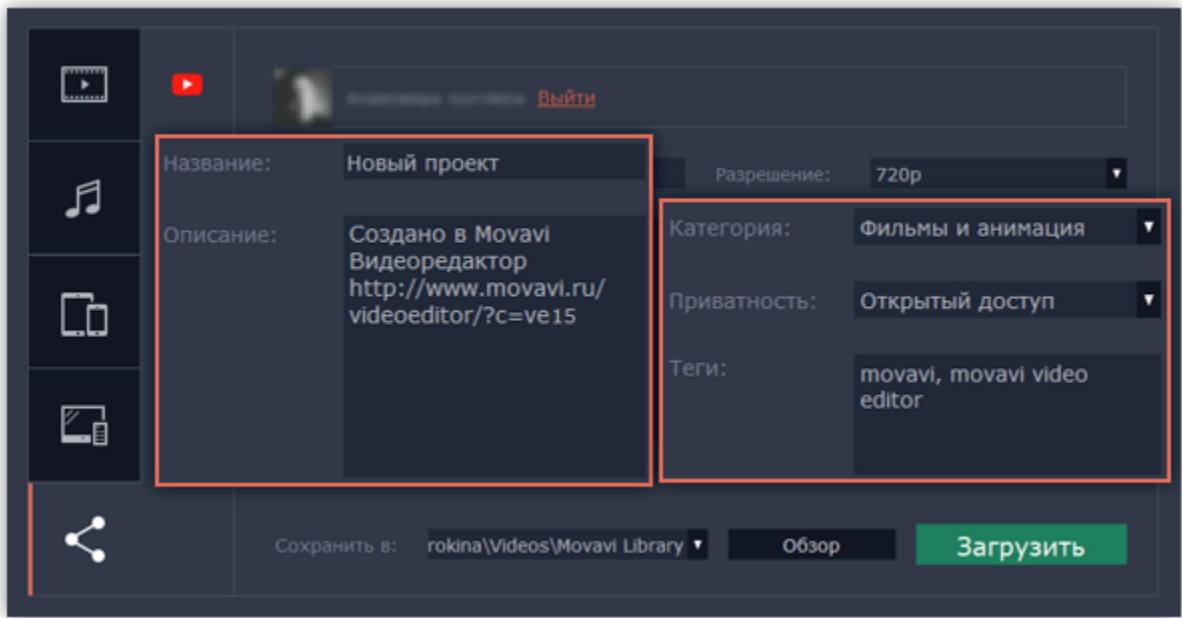 Выйти
Название: Новый проект
Разрешение: 720p
Описание: Создано в Movavi
Видеоредактор
http://www.movavi.ru/
videoeditor/?c=ve15
Категория: Фильмы и анимация
Приватность: Открытый доступ
Теги: movavi, movavi video
editor
Сохранить в: rokina\Videos\Movavi Library
Обзор
Загрузить